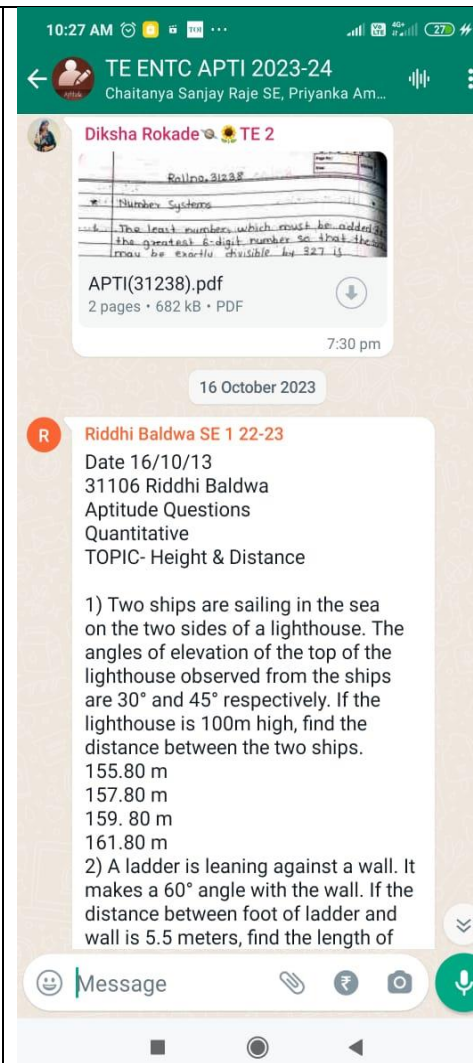 10:27 AM
27
TE ENTC APTI 2023-24
Chaitanya Sanjay Raje SE, Priyanka Am...
Diksha Rokade🪐🌻TE 2
Rollno. 31238
* Number Systems
The least number, which must be added to
the greatest 6-digit number so that the sum
may be exactly divisible by 327 is
APTI(31238).pdf
2 pages • 682 kB • PDF
7:30 pm
16 October 2023
R
Riddhi Baldwa SE 1 22-23
Date 16/10/13
31106 Riddhi Baldwa
Aptitude Questions
Quantitative
TOPIC- Height & Distance
1) Two ships are sailing in the sea
on the two sides of a lighthouse. The
angles of elevation of the top of the
lighthouse observed from the ships
are 30° and 45° respectively. If the
lighthouse is 100m high, find the
distance between the two ships.
155.80 m
157.80 m
159. 80 m
161.80 m
2) A ladder is leaning against a wall. It
makes a 60° angle with the wall. If the
distance between foot of ladder and
wall is 5.5 meters, find the length of
Message